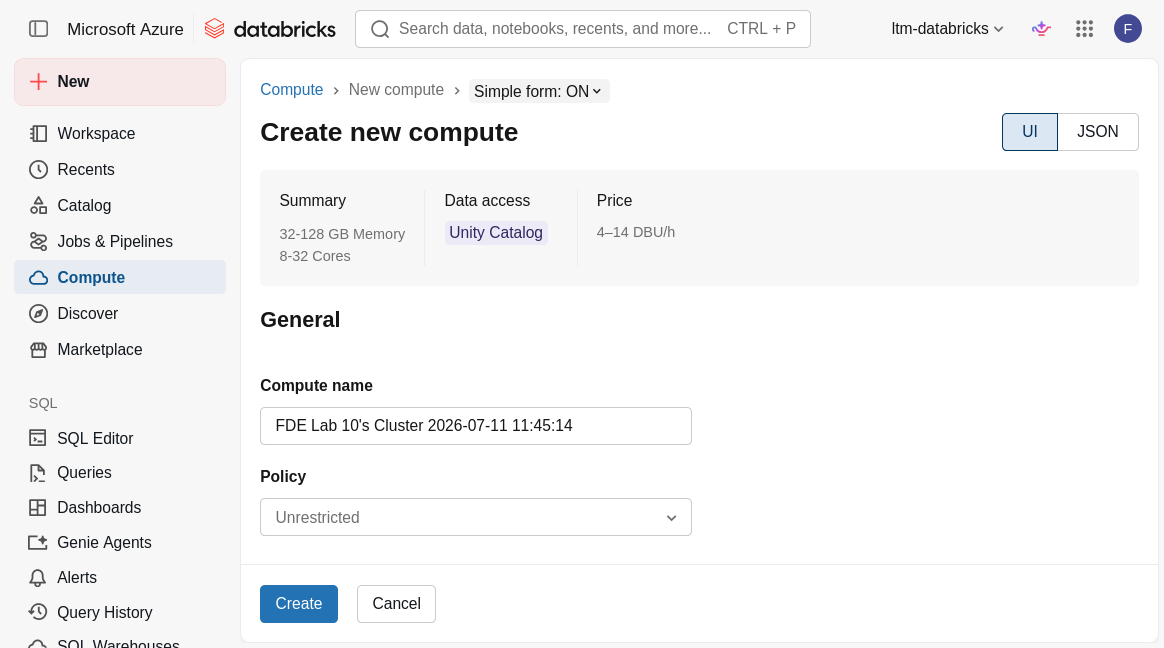 Microsoft Azure
databricks
Search data, notebooks, recents, and more... CTRL + P
ltm-databricks
F
New
Workspace
Recents
Catalog
Jobs & Pipelines
Compute
Discover
Marketplace
SQL
SQL Editor
Queries
Dashboards
Genie Agents
Alerts
Query History
SQL Warehouses
Compute › New compute › Simple form: ON
Create new compute
UI
JSON
Summary
32-128 GB Memory
8-32 Cores
Data access
Unity Catalog
Price
4–14 DBU/h
General
Compute name
FDE Lab 10's Cluster 2026-07-11 11:45:14
Policy
Unrestricted
Create
Cancel